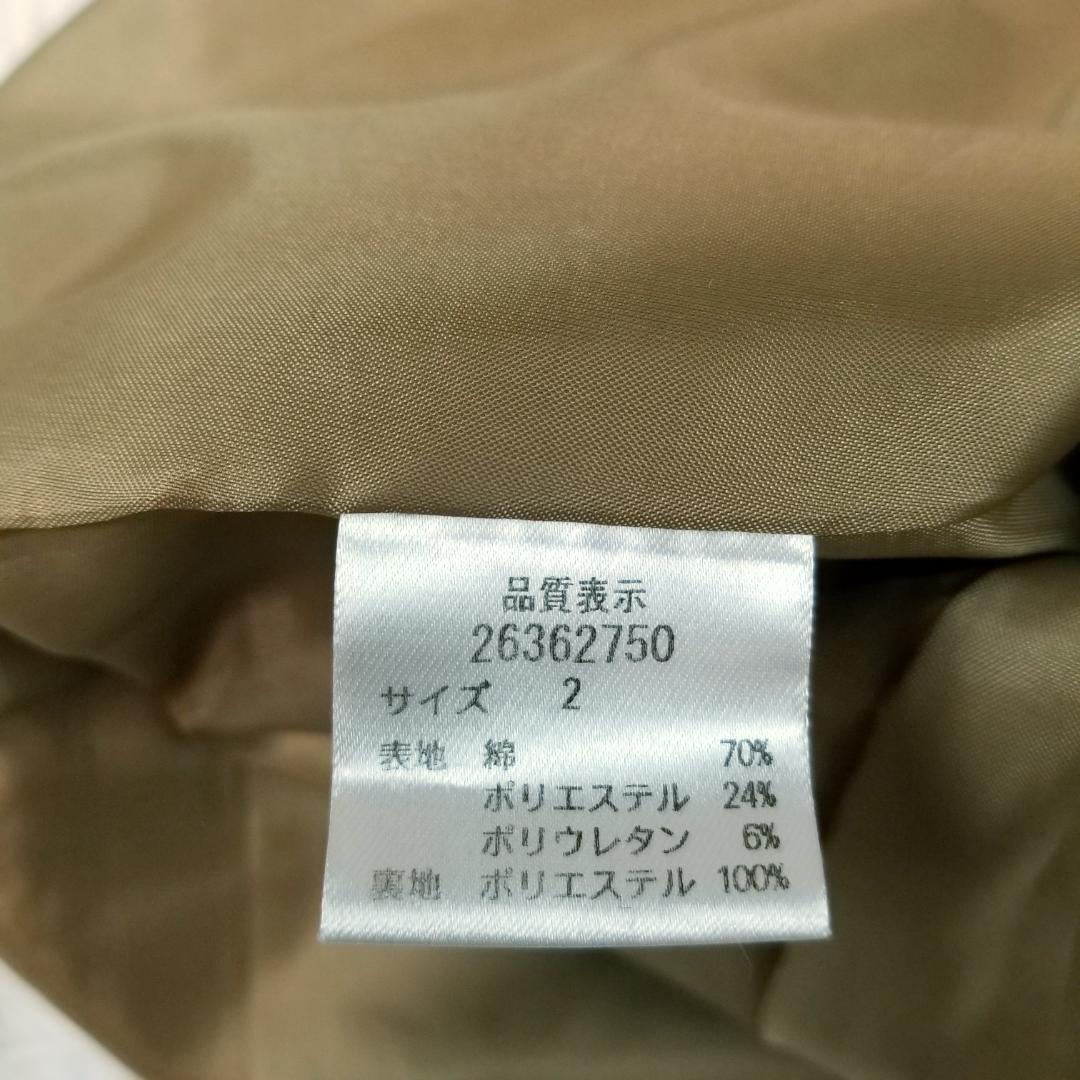 品質表示
26362750
サイズ 2
表地 綿 70%
ポリエステル 24%
ポリウレタン 6%
裏地 ポリエステル 100%